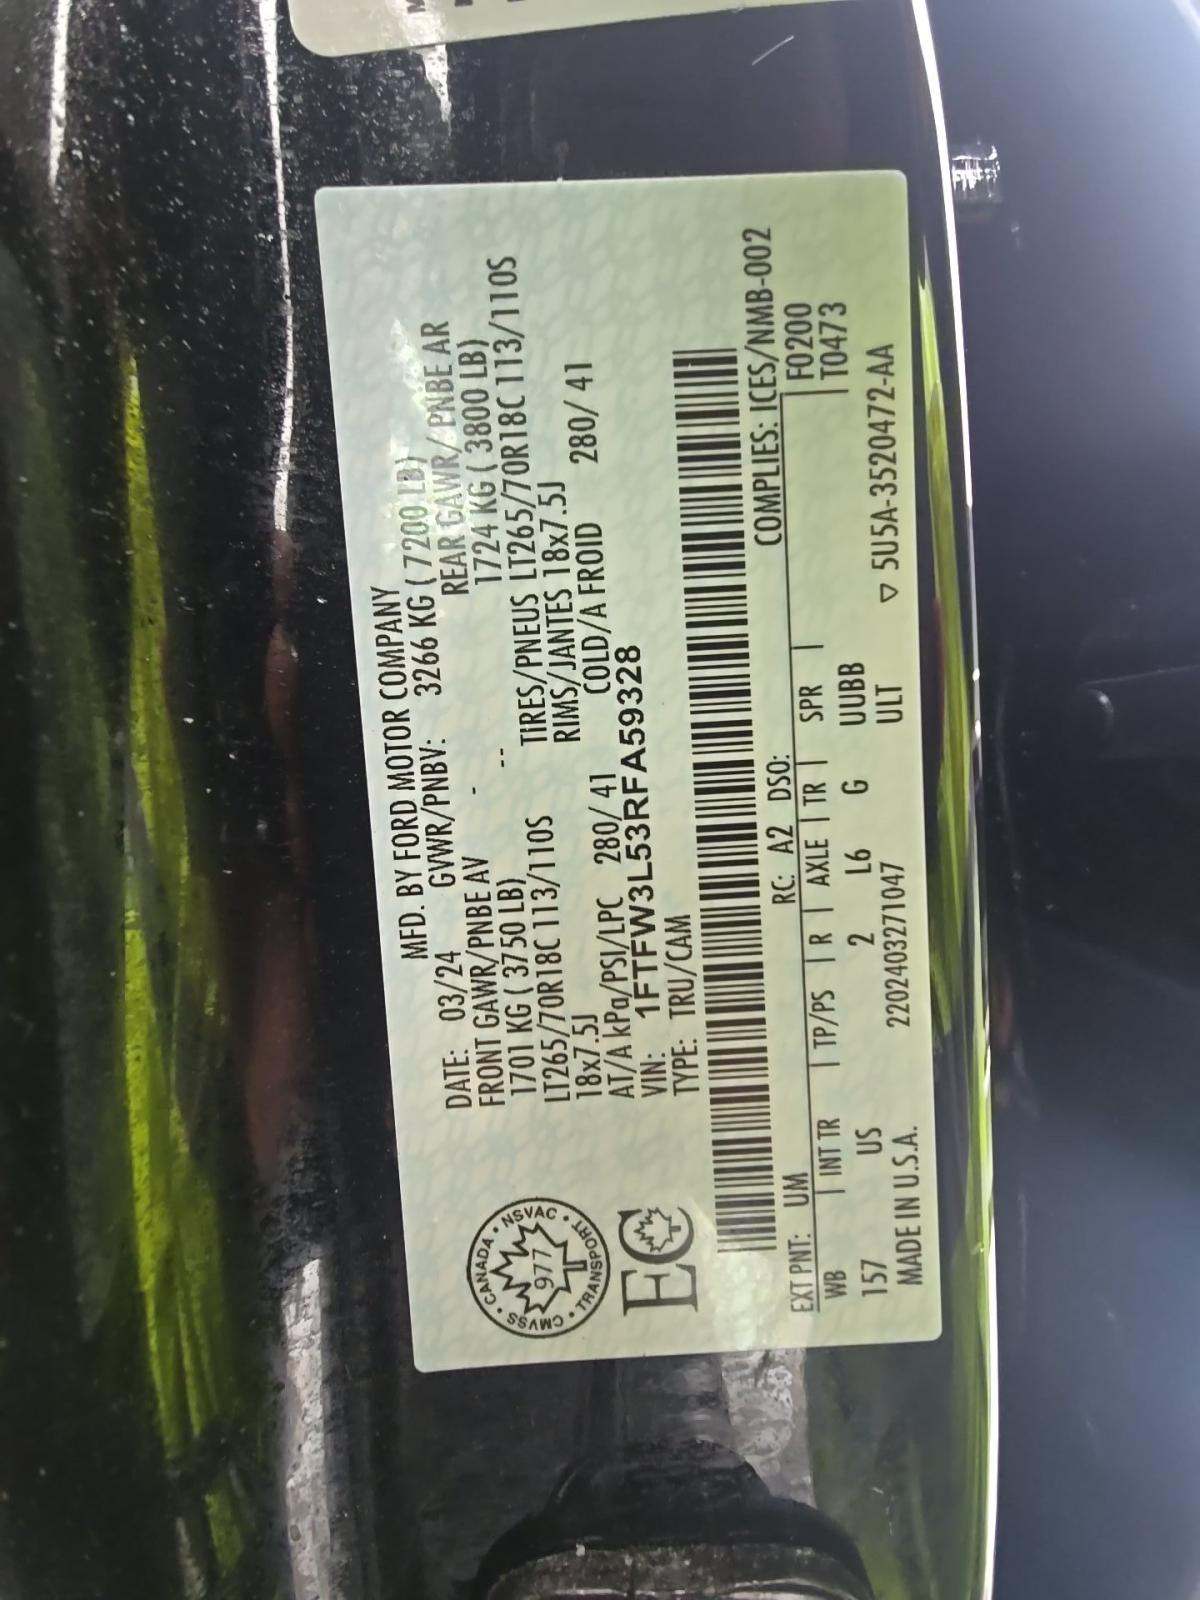 MFD. BY FORD MOTOR COMPANY
DATE: 03/24 GVWR/PNBV: 3266 KG ( 7200 LB)
FRONT GAWR/PNBE AV REAR GAWR/ PNBE AR
1701 KG ( 3750 LB) - 1724 KG ( 3800 LB)
LT265/70R18C 113/110S -- TIRES/PNEUS LT265/70R18C 113/110S
18x7.5J RIMS/JANTES 18x7.5J
AT/A kPa/PSI/LPC 280/ 41 COLD/A FROID 280/ 41
VIN: 1FTFW3L53RFA59328
TYPE: TRU/CAM
CANADA • NSVAC • TRANSPORT • CMVSS •
977
EC
COMPLIES: ICES/NMB-002
EXT PNT: UM RC: A2 DSO: F0200
WB | INT TR | TP/PS | R | AXLE | TR | SPR | | T0473
157 US 2 L6 G UUBB
MADE IN U.S.A. 2202403271047 ULT ▽ 5U5A-3520472-AA